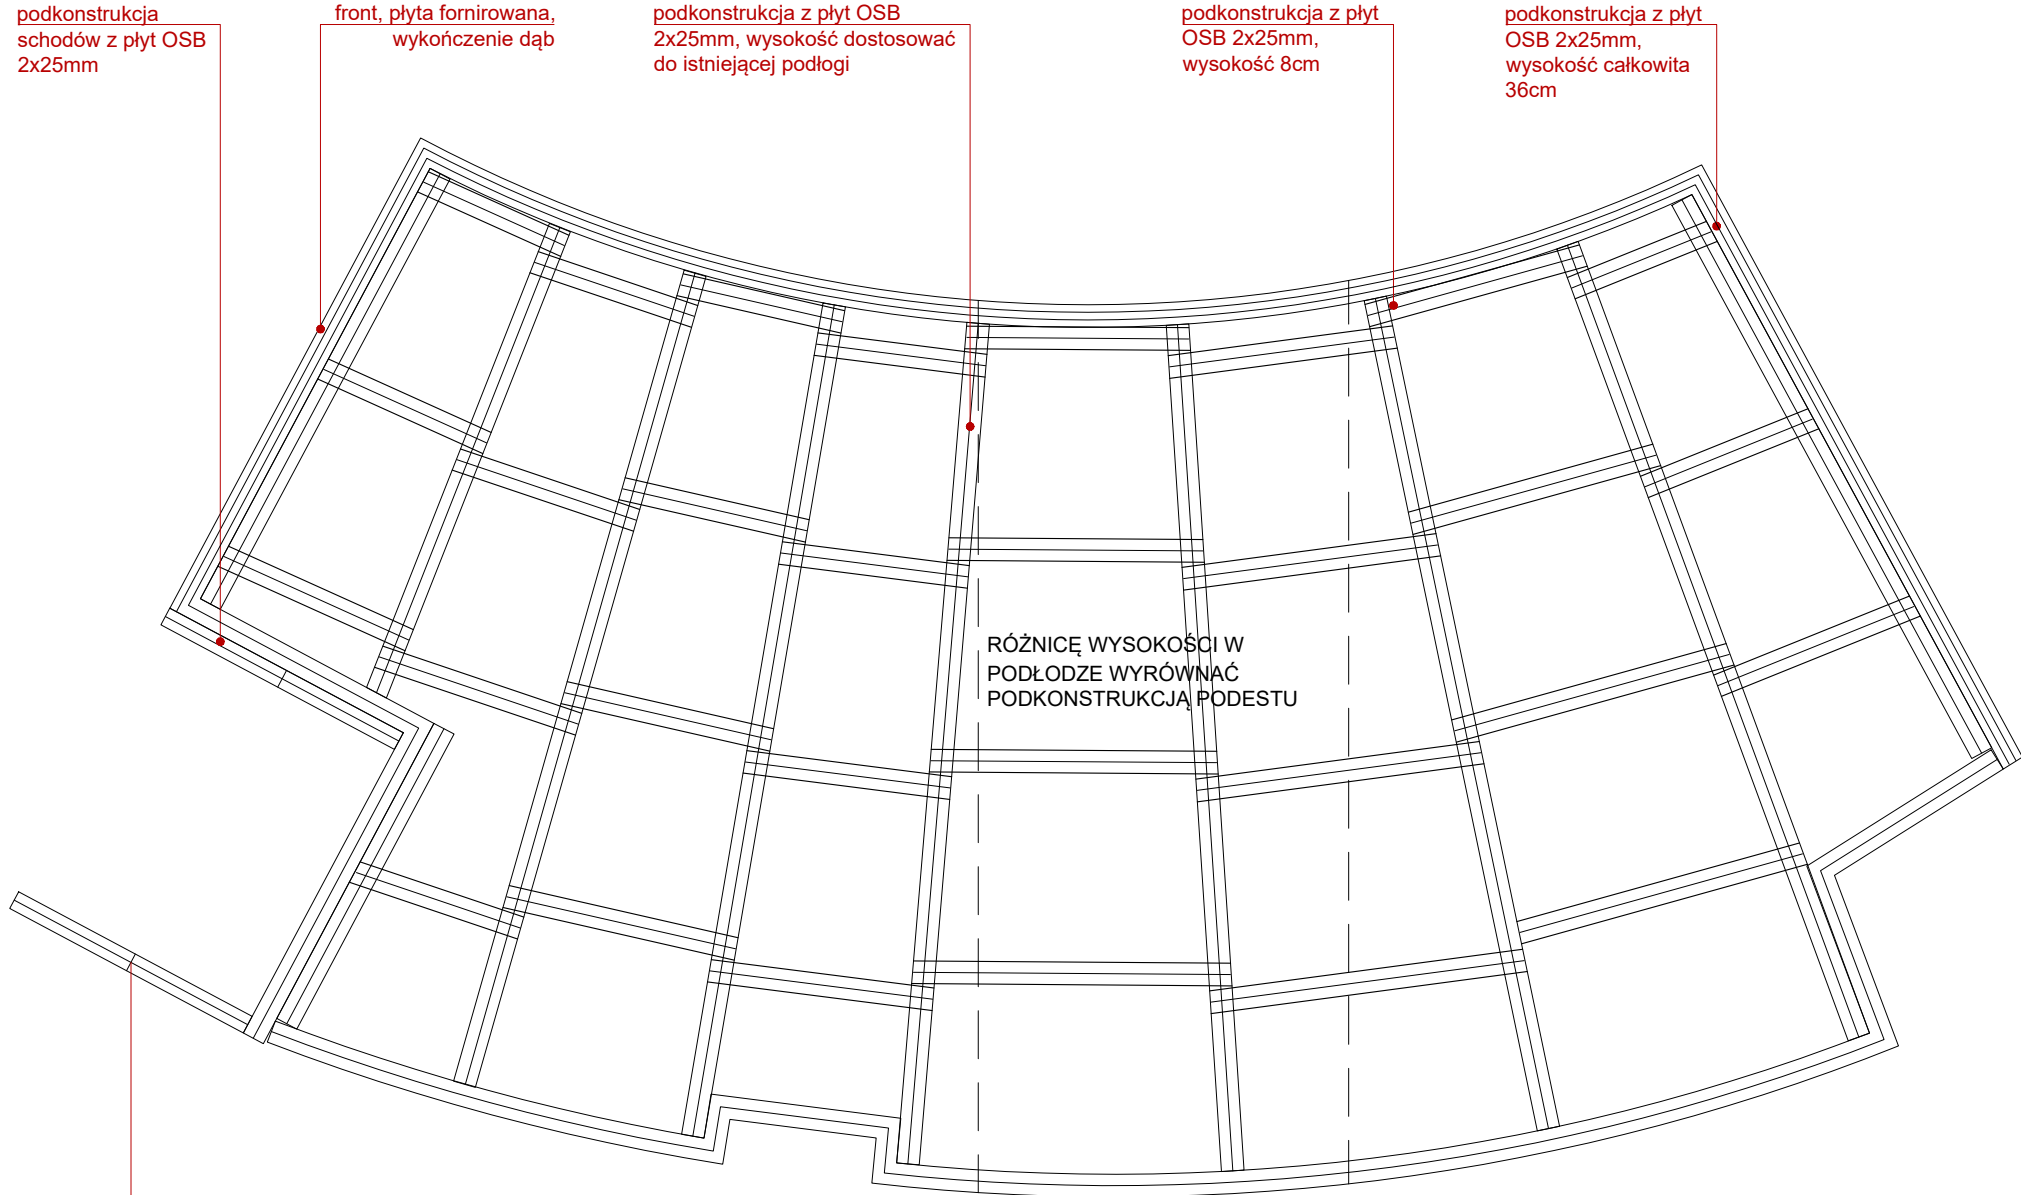 podkonstrukcja
schodów z płyt OSB
2x25mm
front, płyta fornirowana,
wykończenie dąb
podkonstrukcja z płyt OSB
2x25mm, wysokość dostosować
do istniejącej podłogi
podkonstrukcja z płyt
OSB 2x25mm,
wysokość 8cm
podkonstrukcja z płyt
OSB 2x25mm,
wysokość całkowita
36cm
RÓŻNICĘ WYSOKOŚCI W
PODŁODZE WYRÓWNAĆ
PODKONSTRUKCJĄ PODESTU